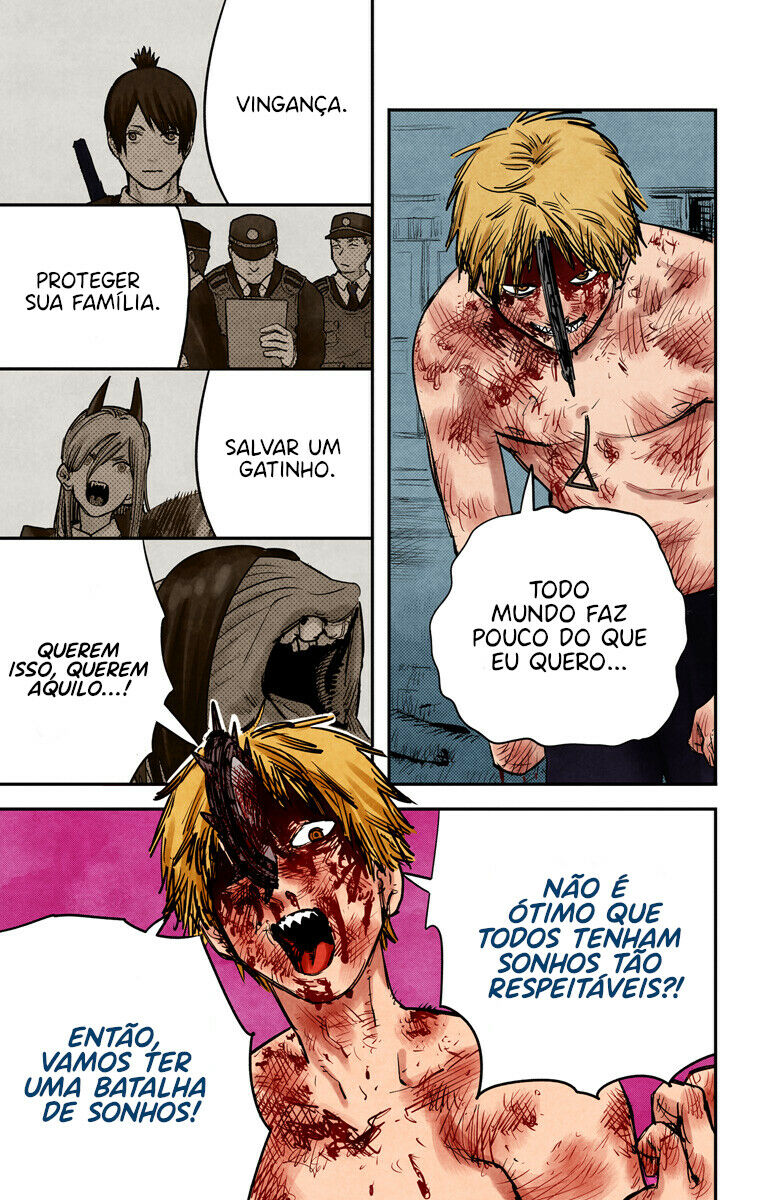 TODO
MUNDO FAZ
POUCO DO QUE
EU QUERO...
VINGANÇA.
PROTEGER
SUA FAMÍLIA.
SALVAR UM
GATINHO.
QUEREM
ISSO, QUEREM
AQUILO...!
NÃO É
ÓTIMO QUE
TODOS TENHAM
SONHOS TÃO
RESPEITÁVEIS?!
ENTÃO,
VAMOS TER
UMA BATALHA
DE SONHOS!